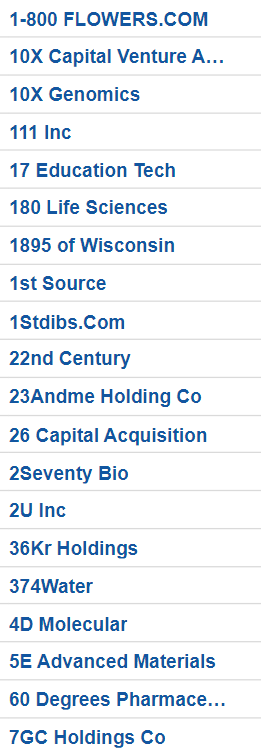 1-800 FLOWERS.COM
10X Capital Venture A...
10X Genomics
111 Inc
17 Education Tech
180 Life Sciences
1895 of Wisconsin
1st Source
1Stdibs.Com
22nd Century
23Andme Holding Co
26 Capital Acquisition
2Seventy Bio
2U Inc
36Kr Holdings
374Water
4D Molecular
5E Advanced Materials
60 Degrees Pharmace...
7GC Holdings Co